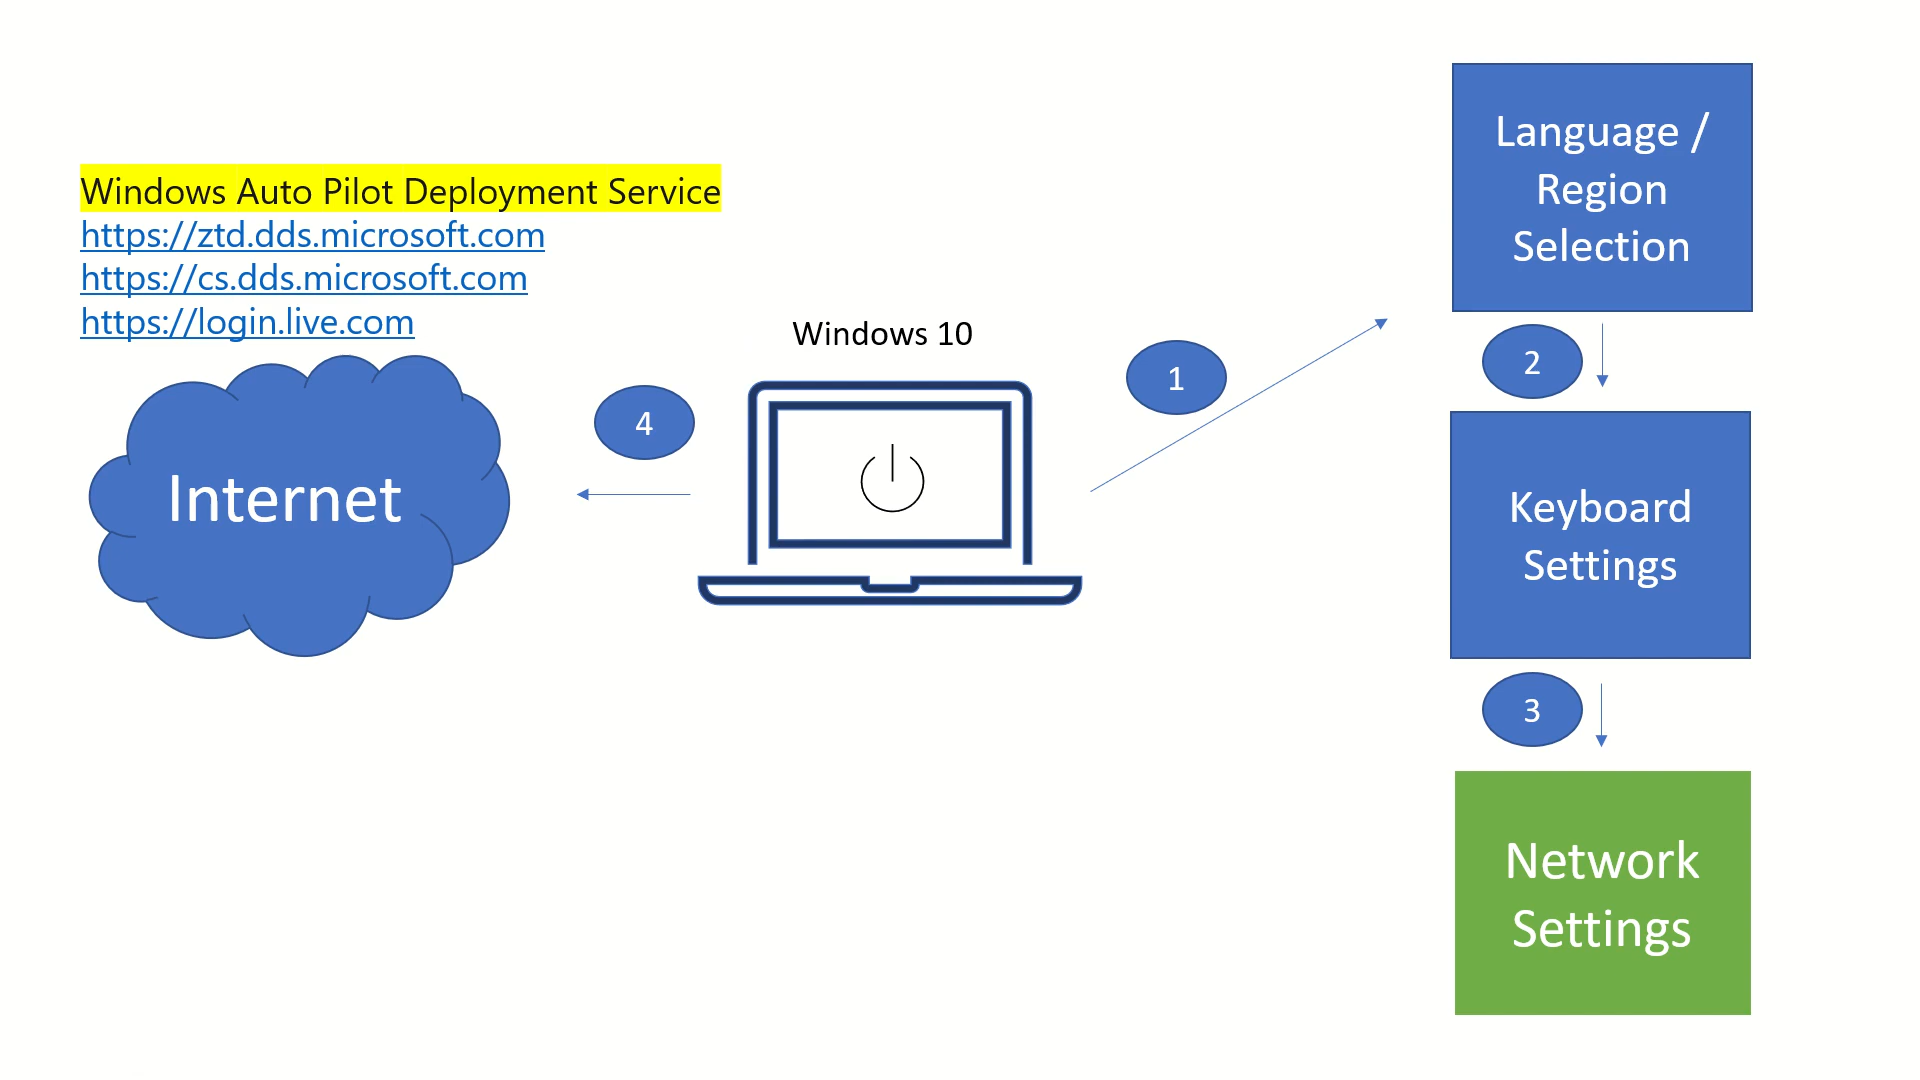 Windows Auto Pilot Deployment Service
https://ztd.dds.microsoft.com
https://cs.dds.microsoft.com
https://login.live.com
Internet
4
Windows 10
1
Language /
Region
Selection
2
Keyboard
Settings
3
Network
Settings